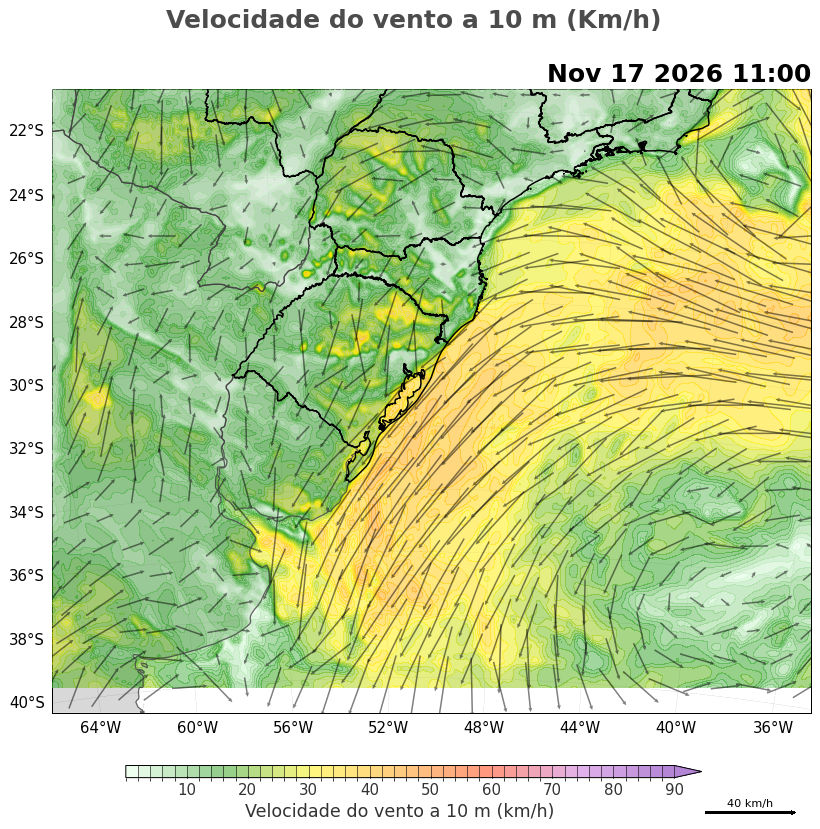 Velocidade do vento a 10 m (Km/h)
Nov 17 2026 11:00
22°S
24°S
26°S
28°S
30°S
32°S
34°S
36°S
38°S
40°S
64°W 60°W 56°W 52°W 48°W 44°W 40°W 36°W
10 20 30 40 50 60 70 80 90
Velocidade do vento a 10 m (km/h)
40 km/h